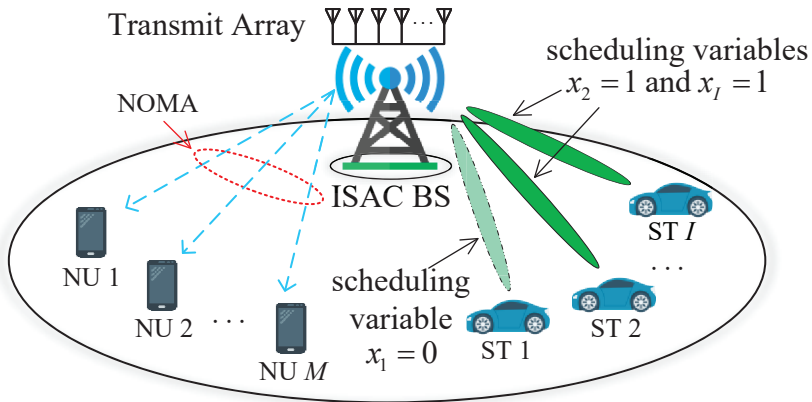 Transmit Array
scheduling variables
x₂ = 1 and x_I = 1
NOMA
ISAC BS
NU 1
NU 2
...
NU M
scheduling
variable
x₁ = 0
ST 1
ST 2
...
ST I